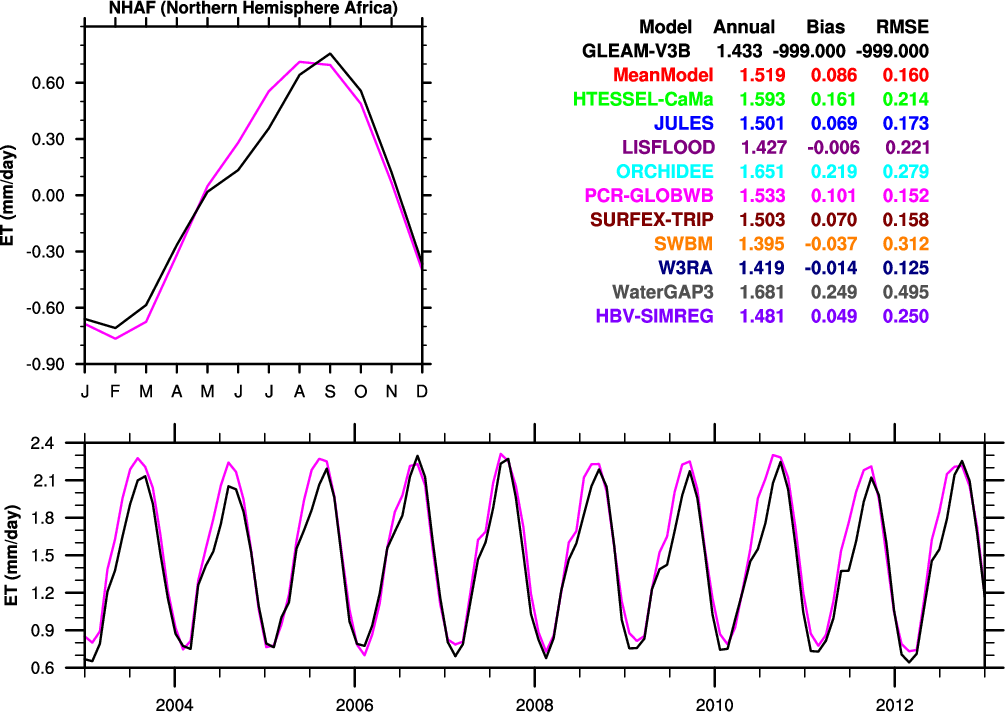 NHAF (Northern Hemisphere Africa)
ET (mm/day)
0.60
0.30
0.00
-0.30
-0.60
-0.90
J F M A M J J A S O N D
Model Annual Bias RMSE
GLEAM-V3B 1.433 -999.000 -999.000
MeanModel 1.519 0.086 0.160
HTESSEL-CaMa 1.593 0.161 0.214
JULES 1.501 0.069 0.173
LISFLOOD 1.427 -0.006 0.221
ORCHIDEE 1.651 0.219 0.279
PCR-GLOBWB 1.533 0.101 0.152
SURFEX-TRIP 1.503 0.070 0.158
SWBM 1.395 -0.037 0.312
W3RA 1.419 -0.014 0.125
WaterGAP3 1.681 0.249 0.495
HBV-SIMREG 1.481 0.049 0.250
ET (mm/day)
2.4
2.1
1.8
1.5
1.2
0.9
0.6
2004 2006 2008 2010 2012